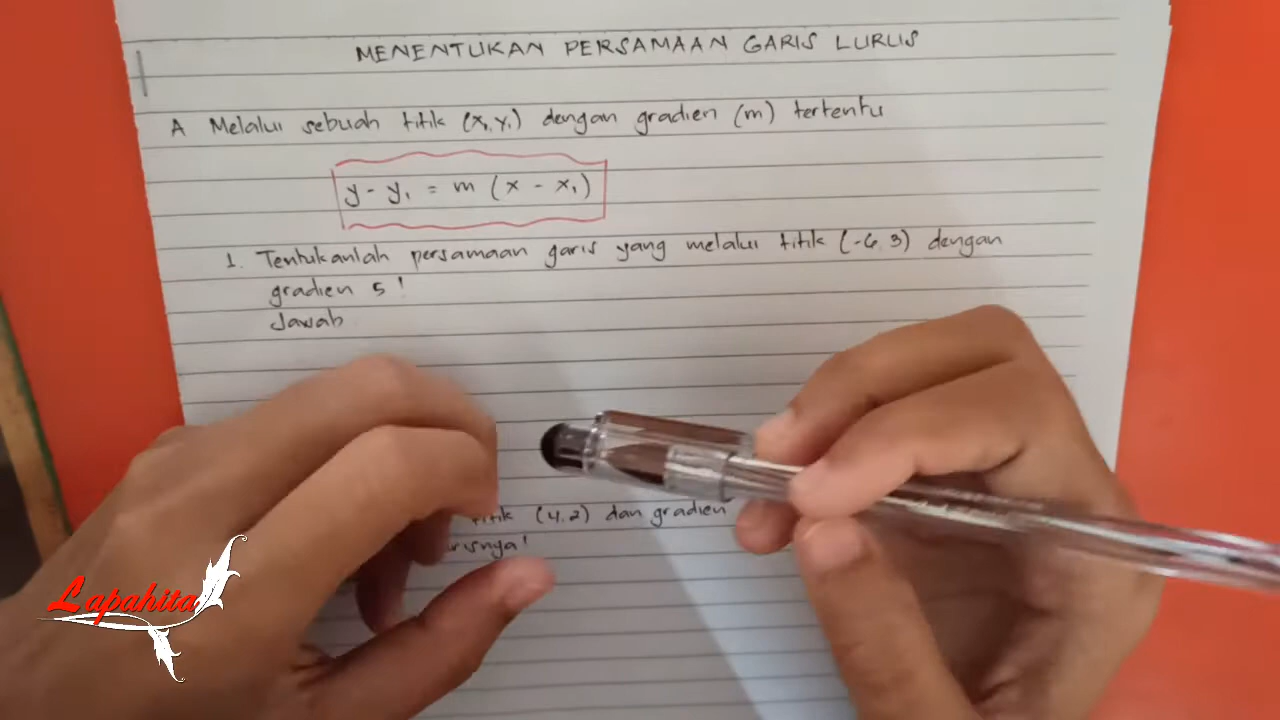 MENENTUKAN PERSAMAAN GARIS LURUS
A Melalui sebuah titik (x₁, y₁) dengan gradien (m) tertentu
y - y₁ = m (x - x₁)
1. Tentukanlah persamaan garis yang melalui titik (-6, 3) dengan
gradien 5 !
Jawab
titik (4, 2) dan gradien
Lapahita